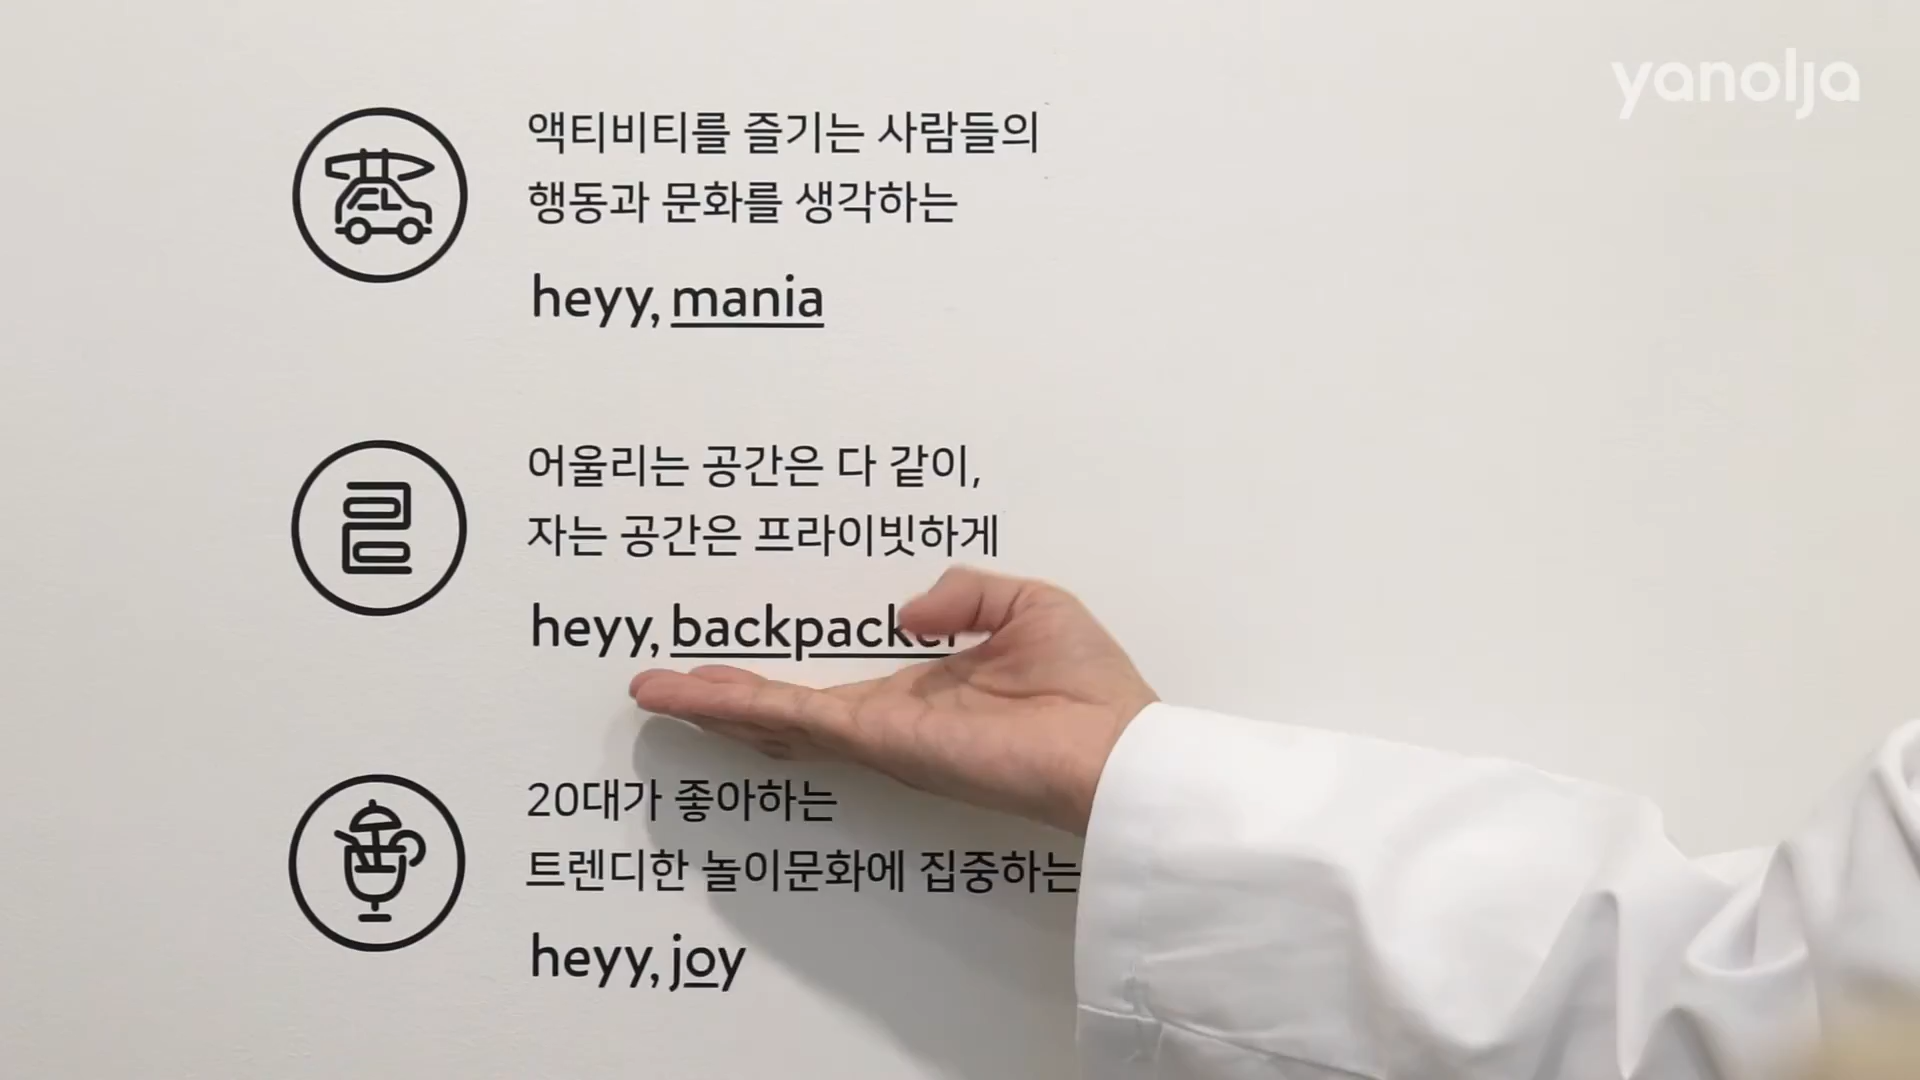 yanolja
액티비티를 즐기는 사람들의
행동과 문화를 생각하는
heyy, mania
어울리는 공간은 다 같이,
자는 공간은 프라이빗하게
heyy, backpacker
20대가 좋아하는
트렌디한 놀이문화에 집중하는
heyy, joy